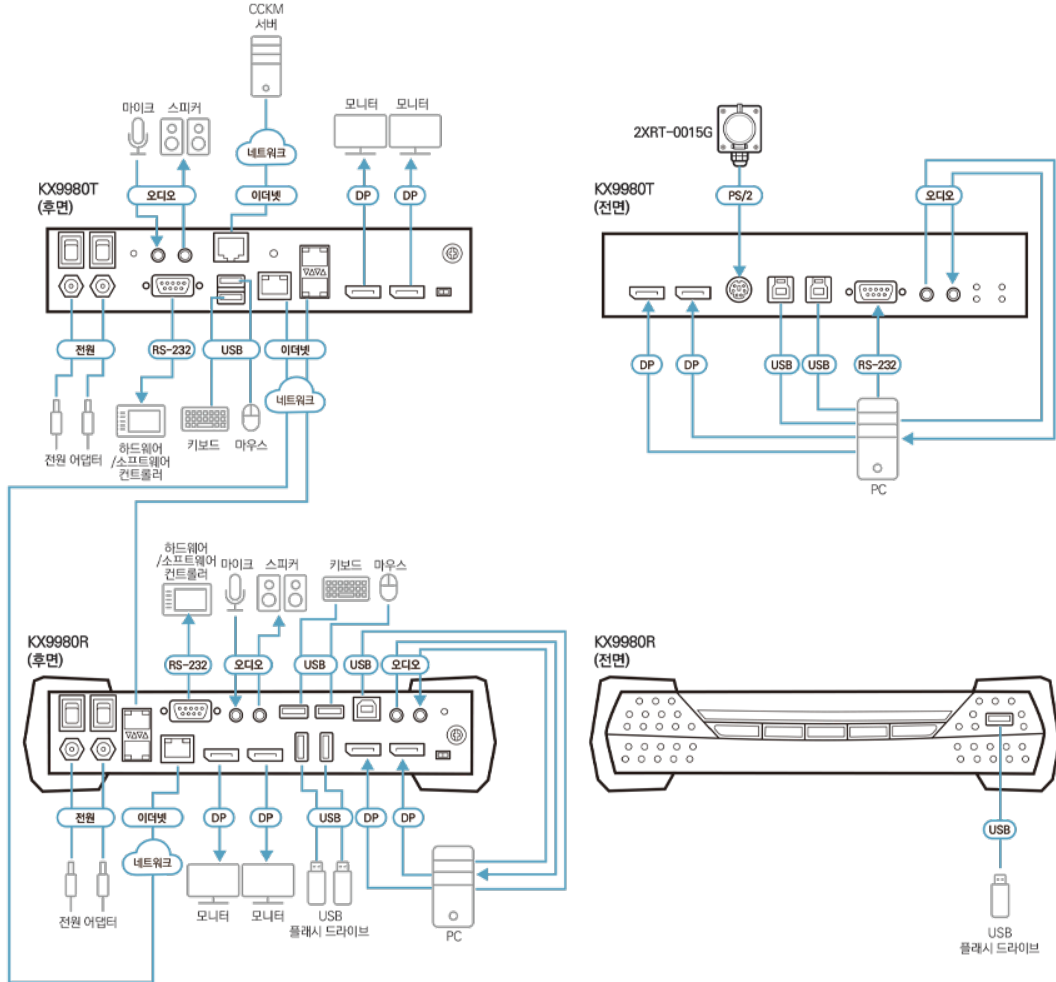 CCKM
서버
마이크
스피커
모니터
모니터
네트워크
KX9980T
(후면)
오디오
이더넷
DP
DP
전원
RS-232
USB
이더넷
네트워크
전원 어댑터
하드웨어
/소프트웨어
컨트롤러
키보드
마우스
2XRT-0015G
KX9980T
(전면)
PS/2
오디오
DP
DP
USB
USB
RS-232
PC
하드웨어
/소프트웨어
컨트롤러
마이크
스피커
키보드
마우스
KX9980R
(후면)
RS-232
오디오
USB
USB
오디오
전원
이더넷
DP
DP
USB
DP
DP
네트워크
전원 어댑터
모니터
모니터
USB
플래시 드라이브
PC
KX9980R
(전면)
USB
USB
플래시 드라이브